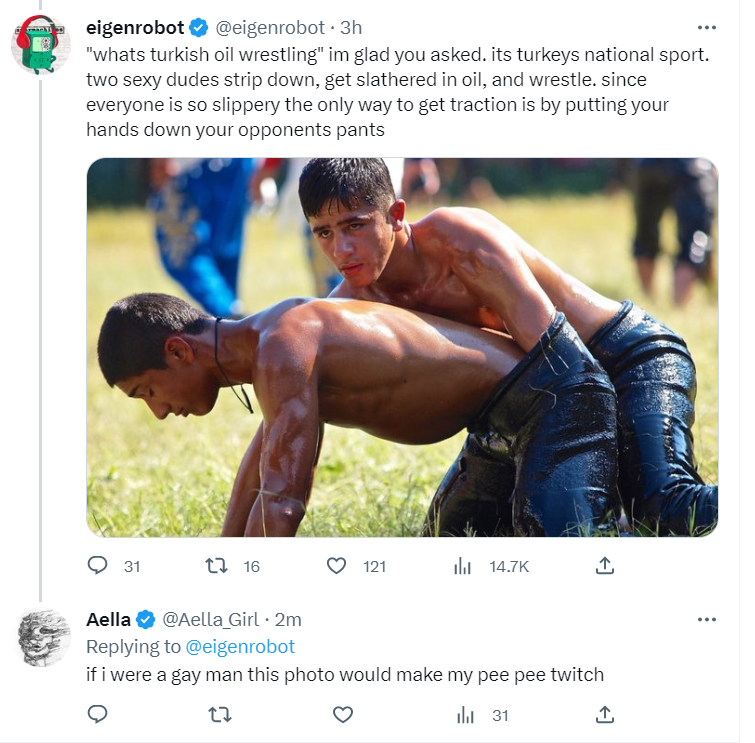 eigenrobot @eigenrobot · 3h
"whats turkish oil wrestling" im glad you asked. its turkeys national sport.
two sexy dudes strip down, get slathered in oil, and wrestle. since
everyone is so slippery the only way to get traction is by putting your
hands down your opponents pants
31 16 121 14.7K
Aella @Aella_Girl · 2m
Replying to @eigenrobot
if i were a gay man this photo would make my pee pee twitch
31